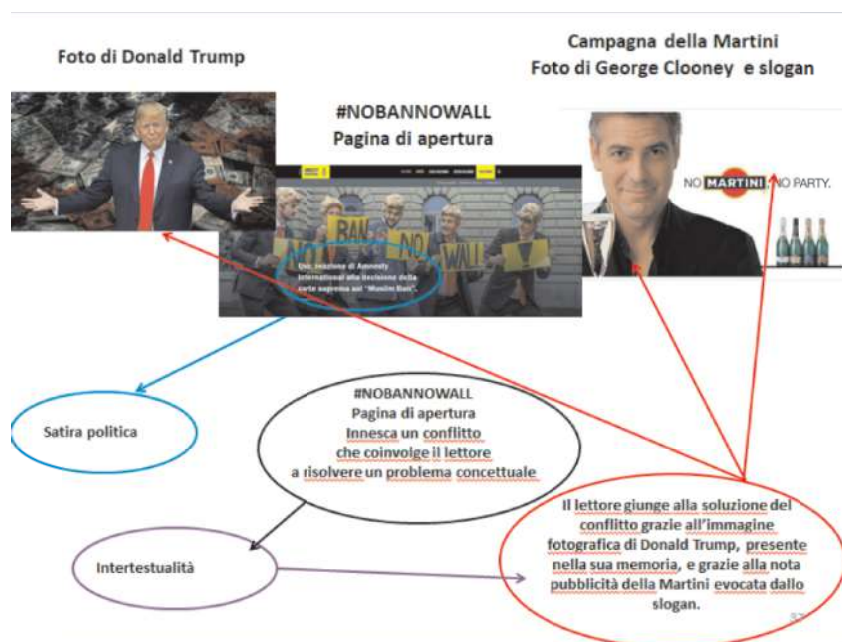 Foto di Donald Trump
Campagna della Martini
Foto di George Clooney e slogan
#NOBANNOWALL
Pagina di apertura
NO BAN NO WALL !
Usa: reazione di Amnesty
International alla decisione della
corte suprema sul "Muslim Ban".
NO MARTINI, NO PARTY.
Satira politica
#NOBANNOWALL
Pagina di apertura
Innesca un conflitto
che coinvolge il lettore
a risolvere un problema concettuale
Intertestualità
Il lettore giunge alla soluzione del
conflitto grazie all'immagine
fotografica di Donald Trump, presente
nella sua memoria, e grazie alla nota
pubblicità della Martini evocata dallo
slogan.